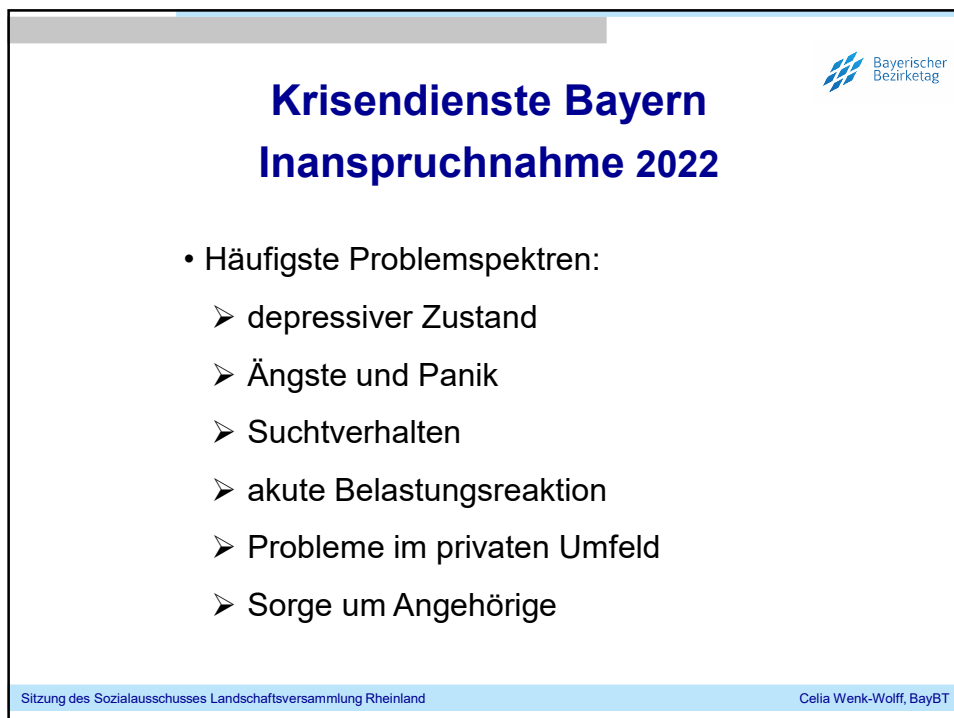 Bayerischer
Bezirketag
Krisendienste Bayern
Inanspruchnahme 2022
• Häufigste Problemspektren:
➢ depressiver Zustand
➢ Ängste und Panik
➢ Suchtverhalten
➢ akute Belastungsreaktion
➢ Probleme im privaten Umfeld
➢ Sorge um Angehörige
Sitzung des Sozialausschusses Landschaftsversammlung Rheinland Celia Wenk-Wolff, BayBT